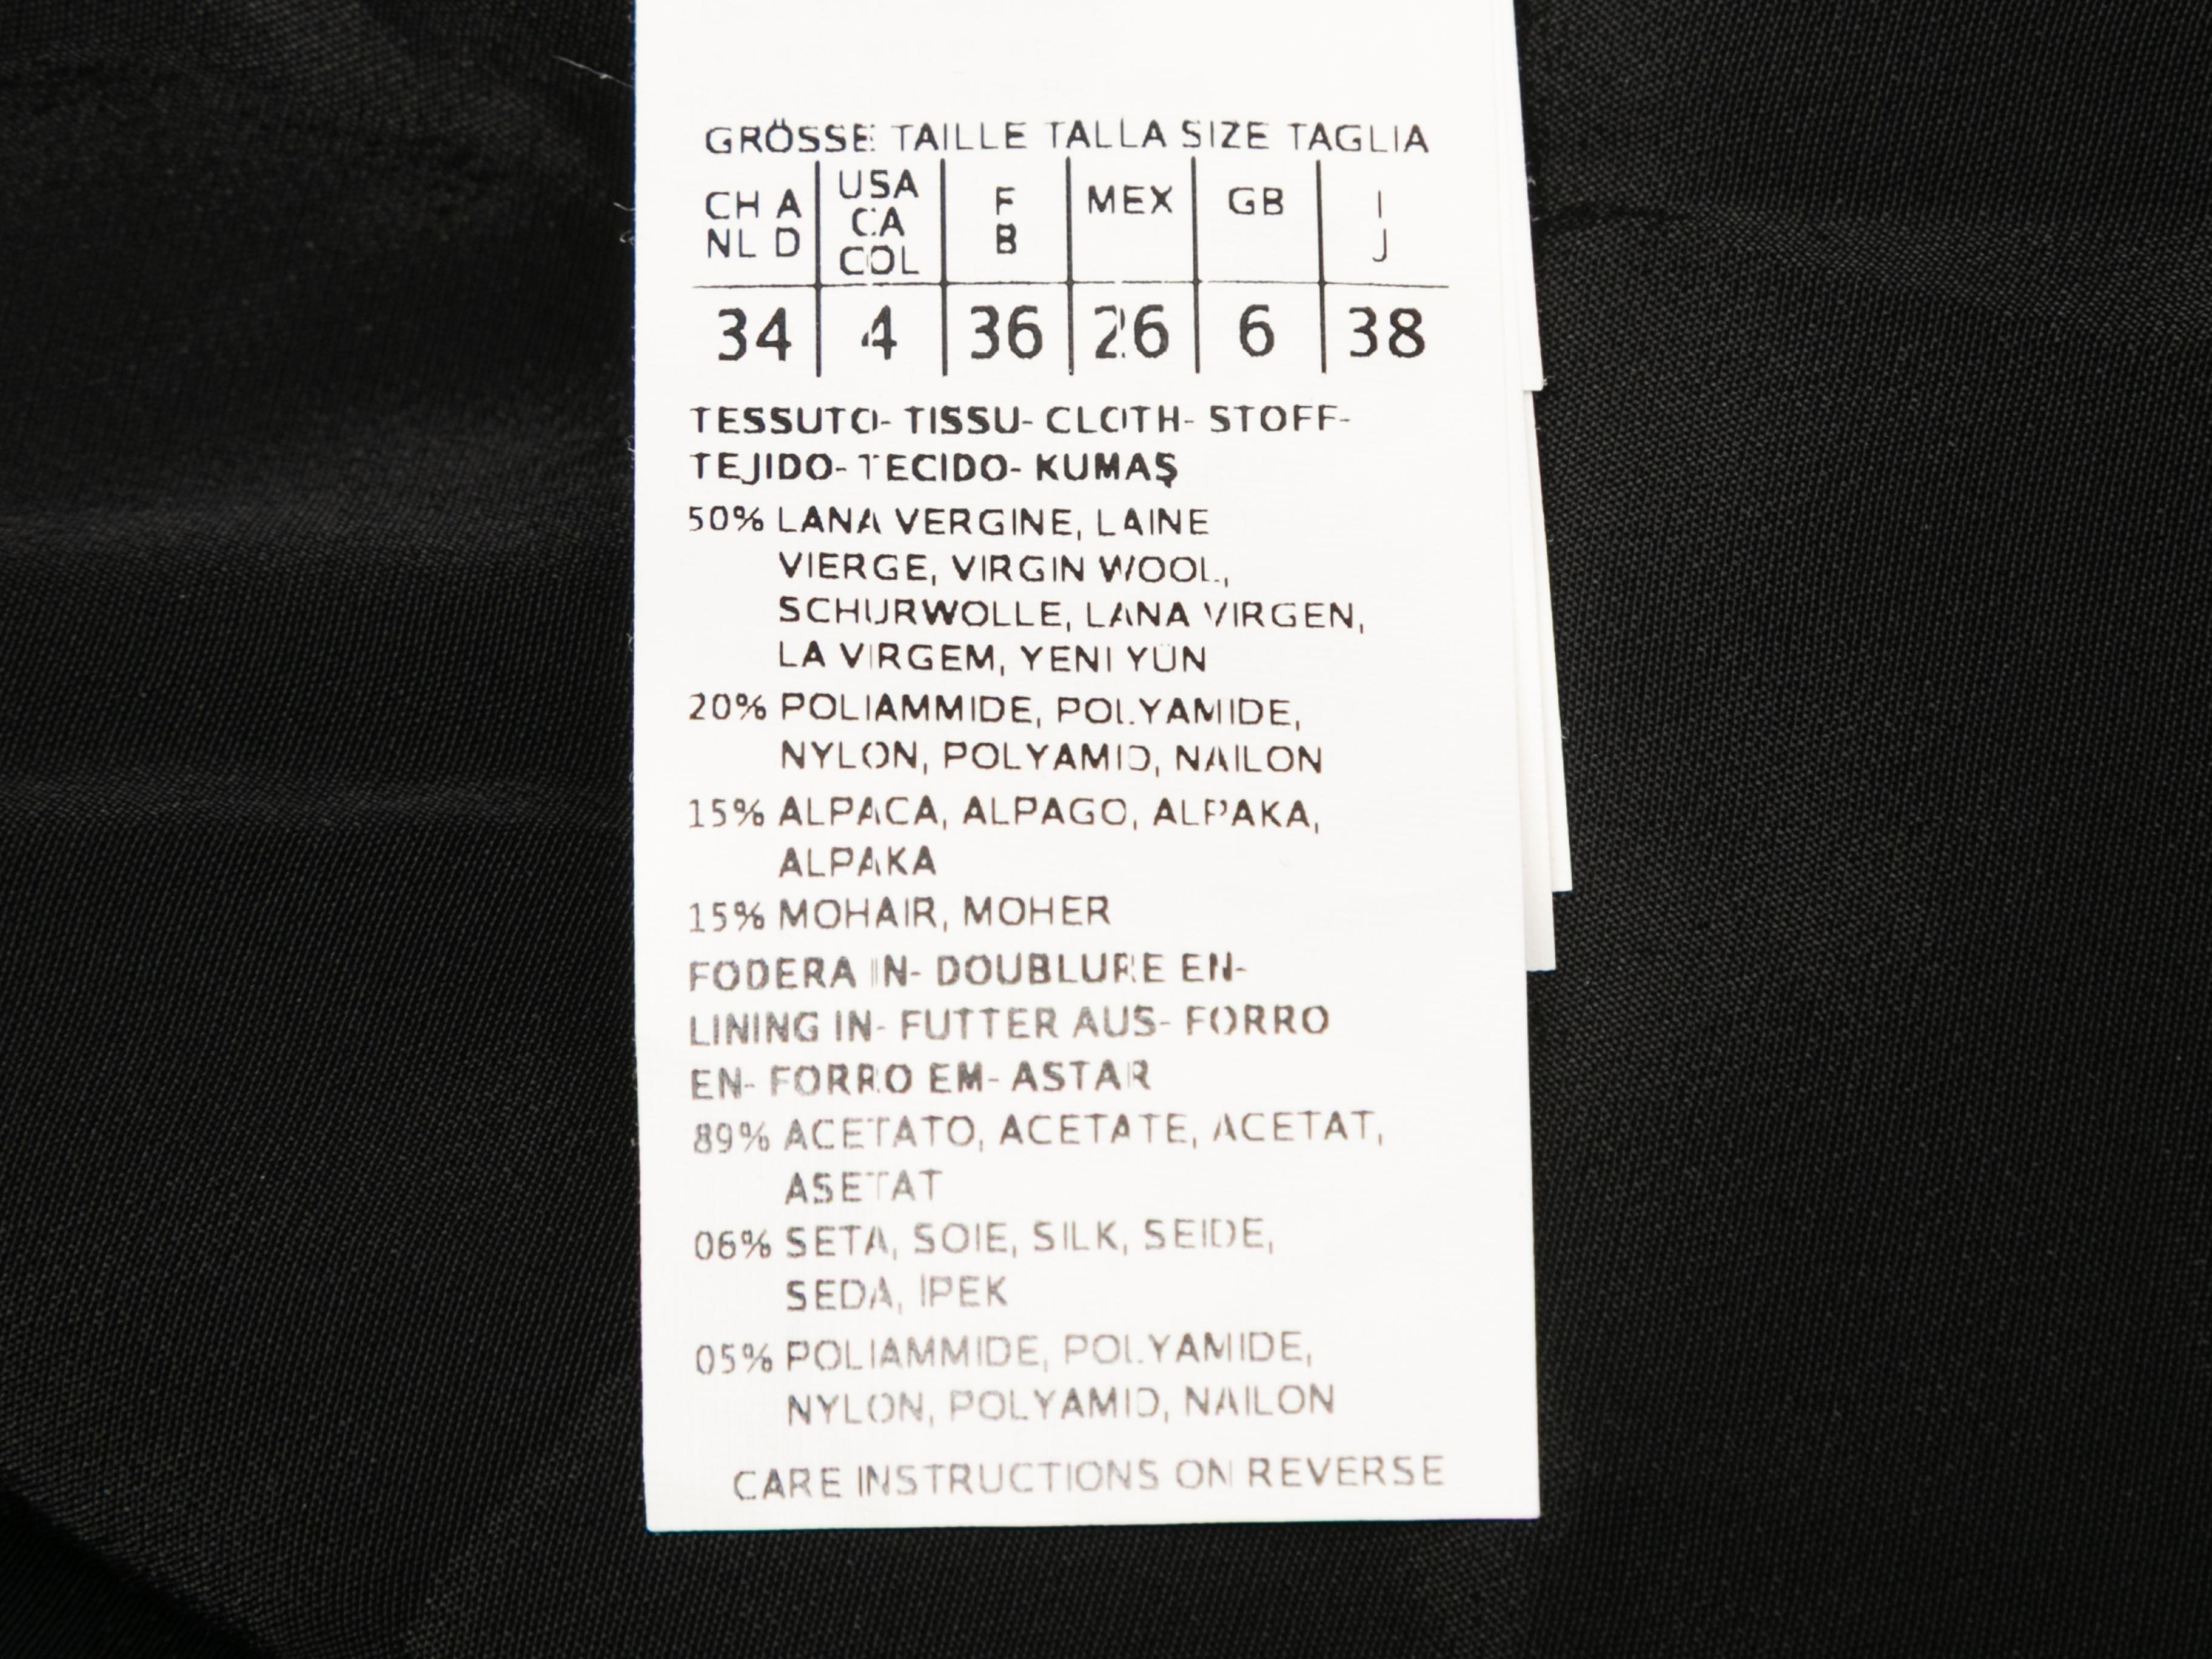 GRÖSSE TAILLE TALLA SIZE TAGLIA
CH A USA F MEX GB I
NL D CA B J
COL
34 4 36 26 6 38
TESSUTO- TISSU- CLOTH- STOFF-
TEJIDO- TECIDO- KUMAŞ
50% LANA VERGINE, LAINE
VIERGE, VIRGIN WOOL,
SCHURWOLLE, LANA VIRGEN,
LA VIRGEM, YENI YÜN
20% POLIAMMIDE, POLYAMIDE,
NYLON, POLYAMID, NAILON
15% ALPACA, ALPAGO, ALPAKA,
ALPAKA
15% MOHAIR, MOHER
FODERA IN- DOUBLURE EN-
LINING IN- FUTTER AUS- FORRO
EN- FORRO EM- ASTAR
89% ACETATO, ACETATE, ACETAT,
ASETAT
06% SETA, SOIE, SILK, SEIDE,
SEDA, IPEK
05% POLIAMMIDE, POLYAMIDE,
NYLON, POLYAMID, NAILON
CARE INSTRUCTIONS ON REVERSE